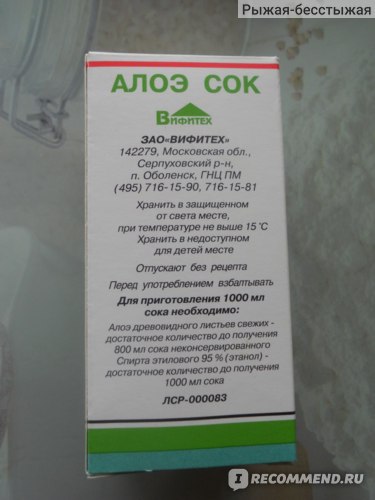 Рыжая-бесстыжая
АЛОЭ СОК
ВИФИТЕХ
ЗАО«ВИФИТЕХ»
142279, Московская обл.,
Серпуховский р-н,
п. Оболенск, ГНЦ ПМ
(495) 716-15-90, 716-15-81
Хранить в защищенном
от света месте,
при температуре не выше 15°С
Хранить в недоступном
для детей месте
Отпускают без рецепта
Перед употреблением взбалтывать
Для приготовления 1000 мл
сока необходимо:
Алоэ древовидного листьев свежих -
достаточное количество до получения
800 мл сока неконсервированного
Спирта этилового 95 % (этанол) -
достаточное количество до получения
1000 мл сока
ЛСР-000083
I RECOMMEND.RU